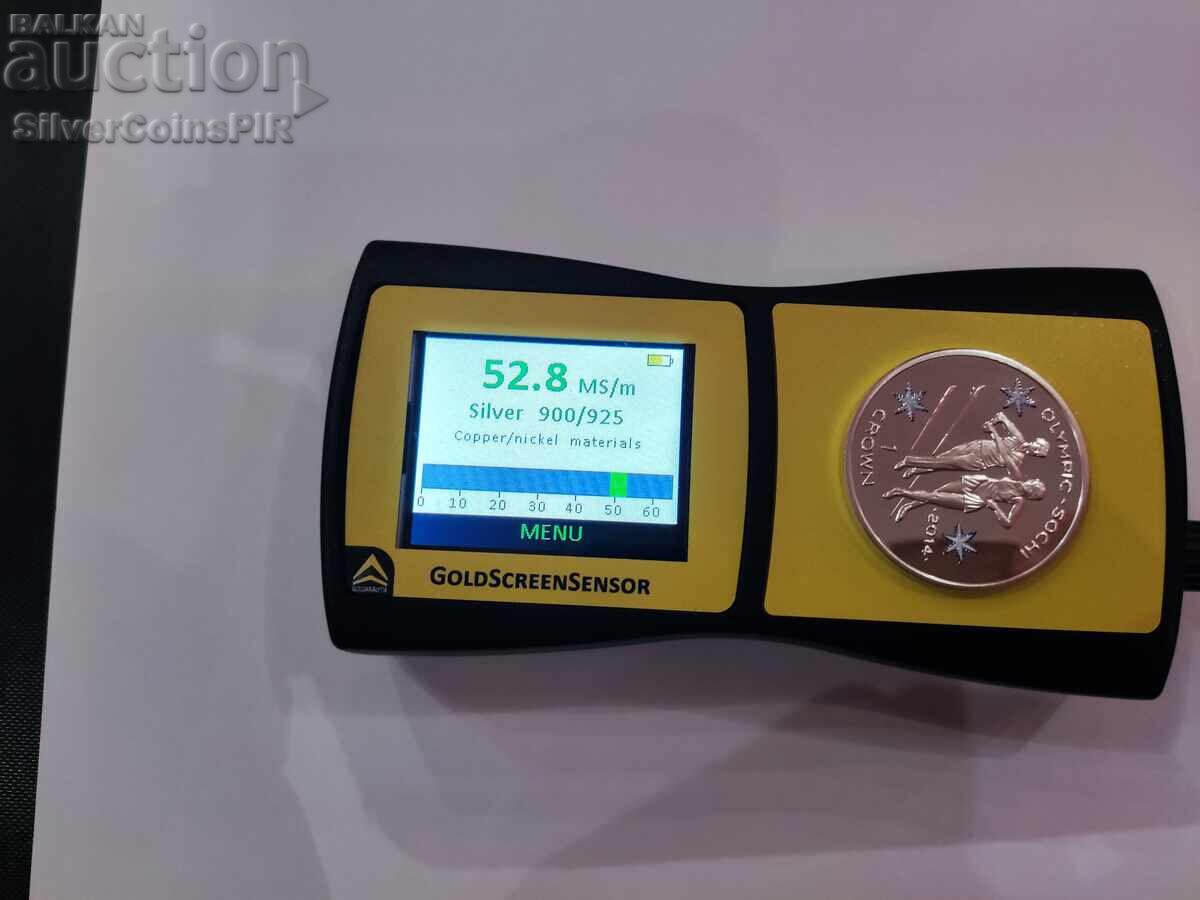 BALKAN
auction
SilverCoinsPIR
52.8 MS/m
Silver 900/925
Copper/nickel materials
0 10 20 30 40 50 60
MENU
GOLDSCREENSENSOR
OLYMPIC - SOCHI
·2014·
1
CROWN